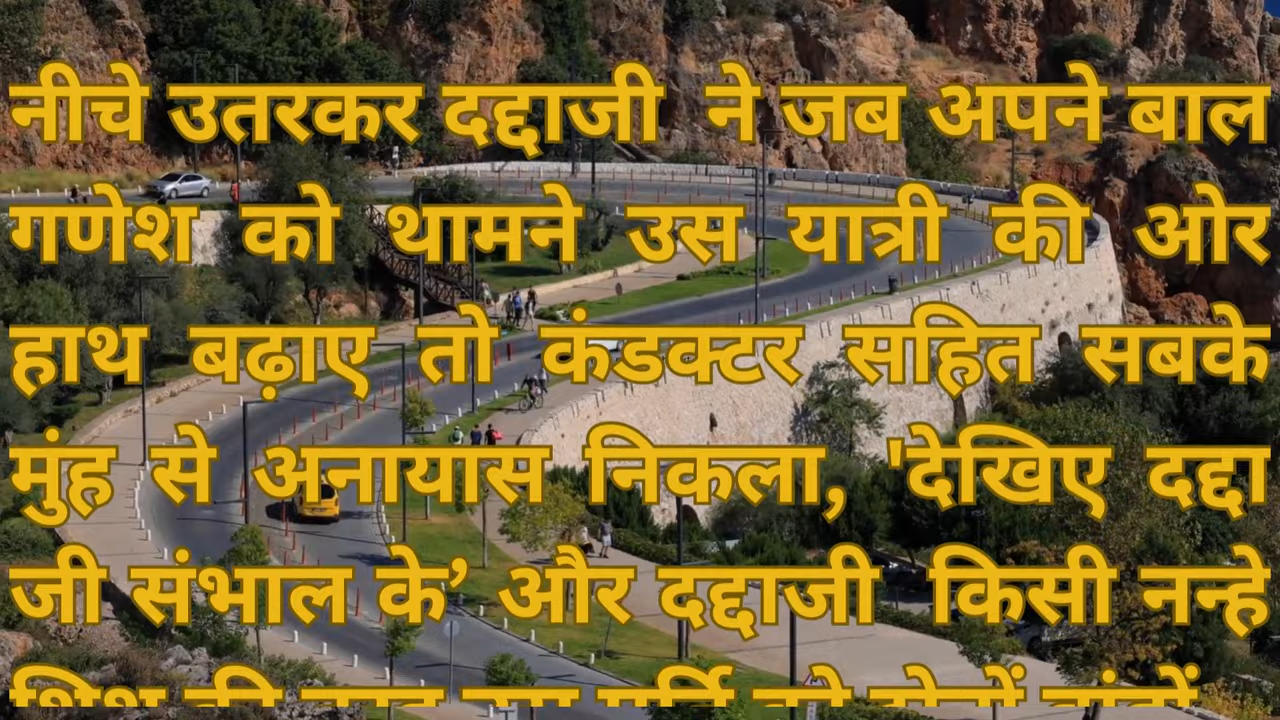 नीचे उतरकर दद्दाजी ने जब अपने बाल
गणेश को थामने उस यात्री की ओर
हाथ बढ़ाए तो कंडक्टर सहित सबके
मुंह से अनायास निकला, 'देखिए दद्दा
जी संभाल के’ और दद्दाजी किसी नन्हे